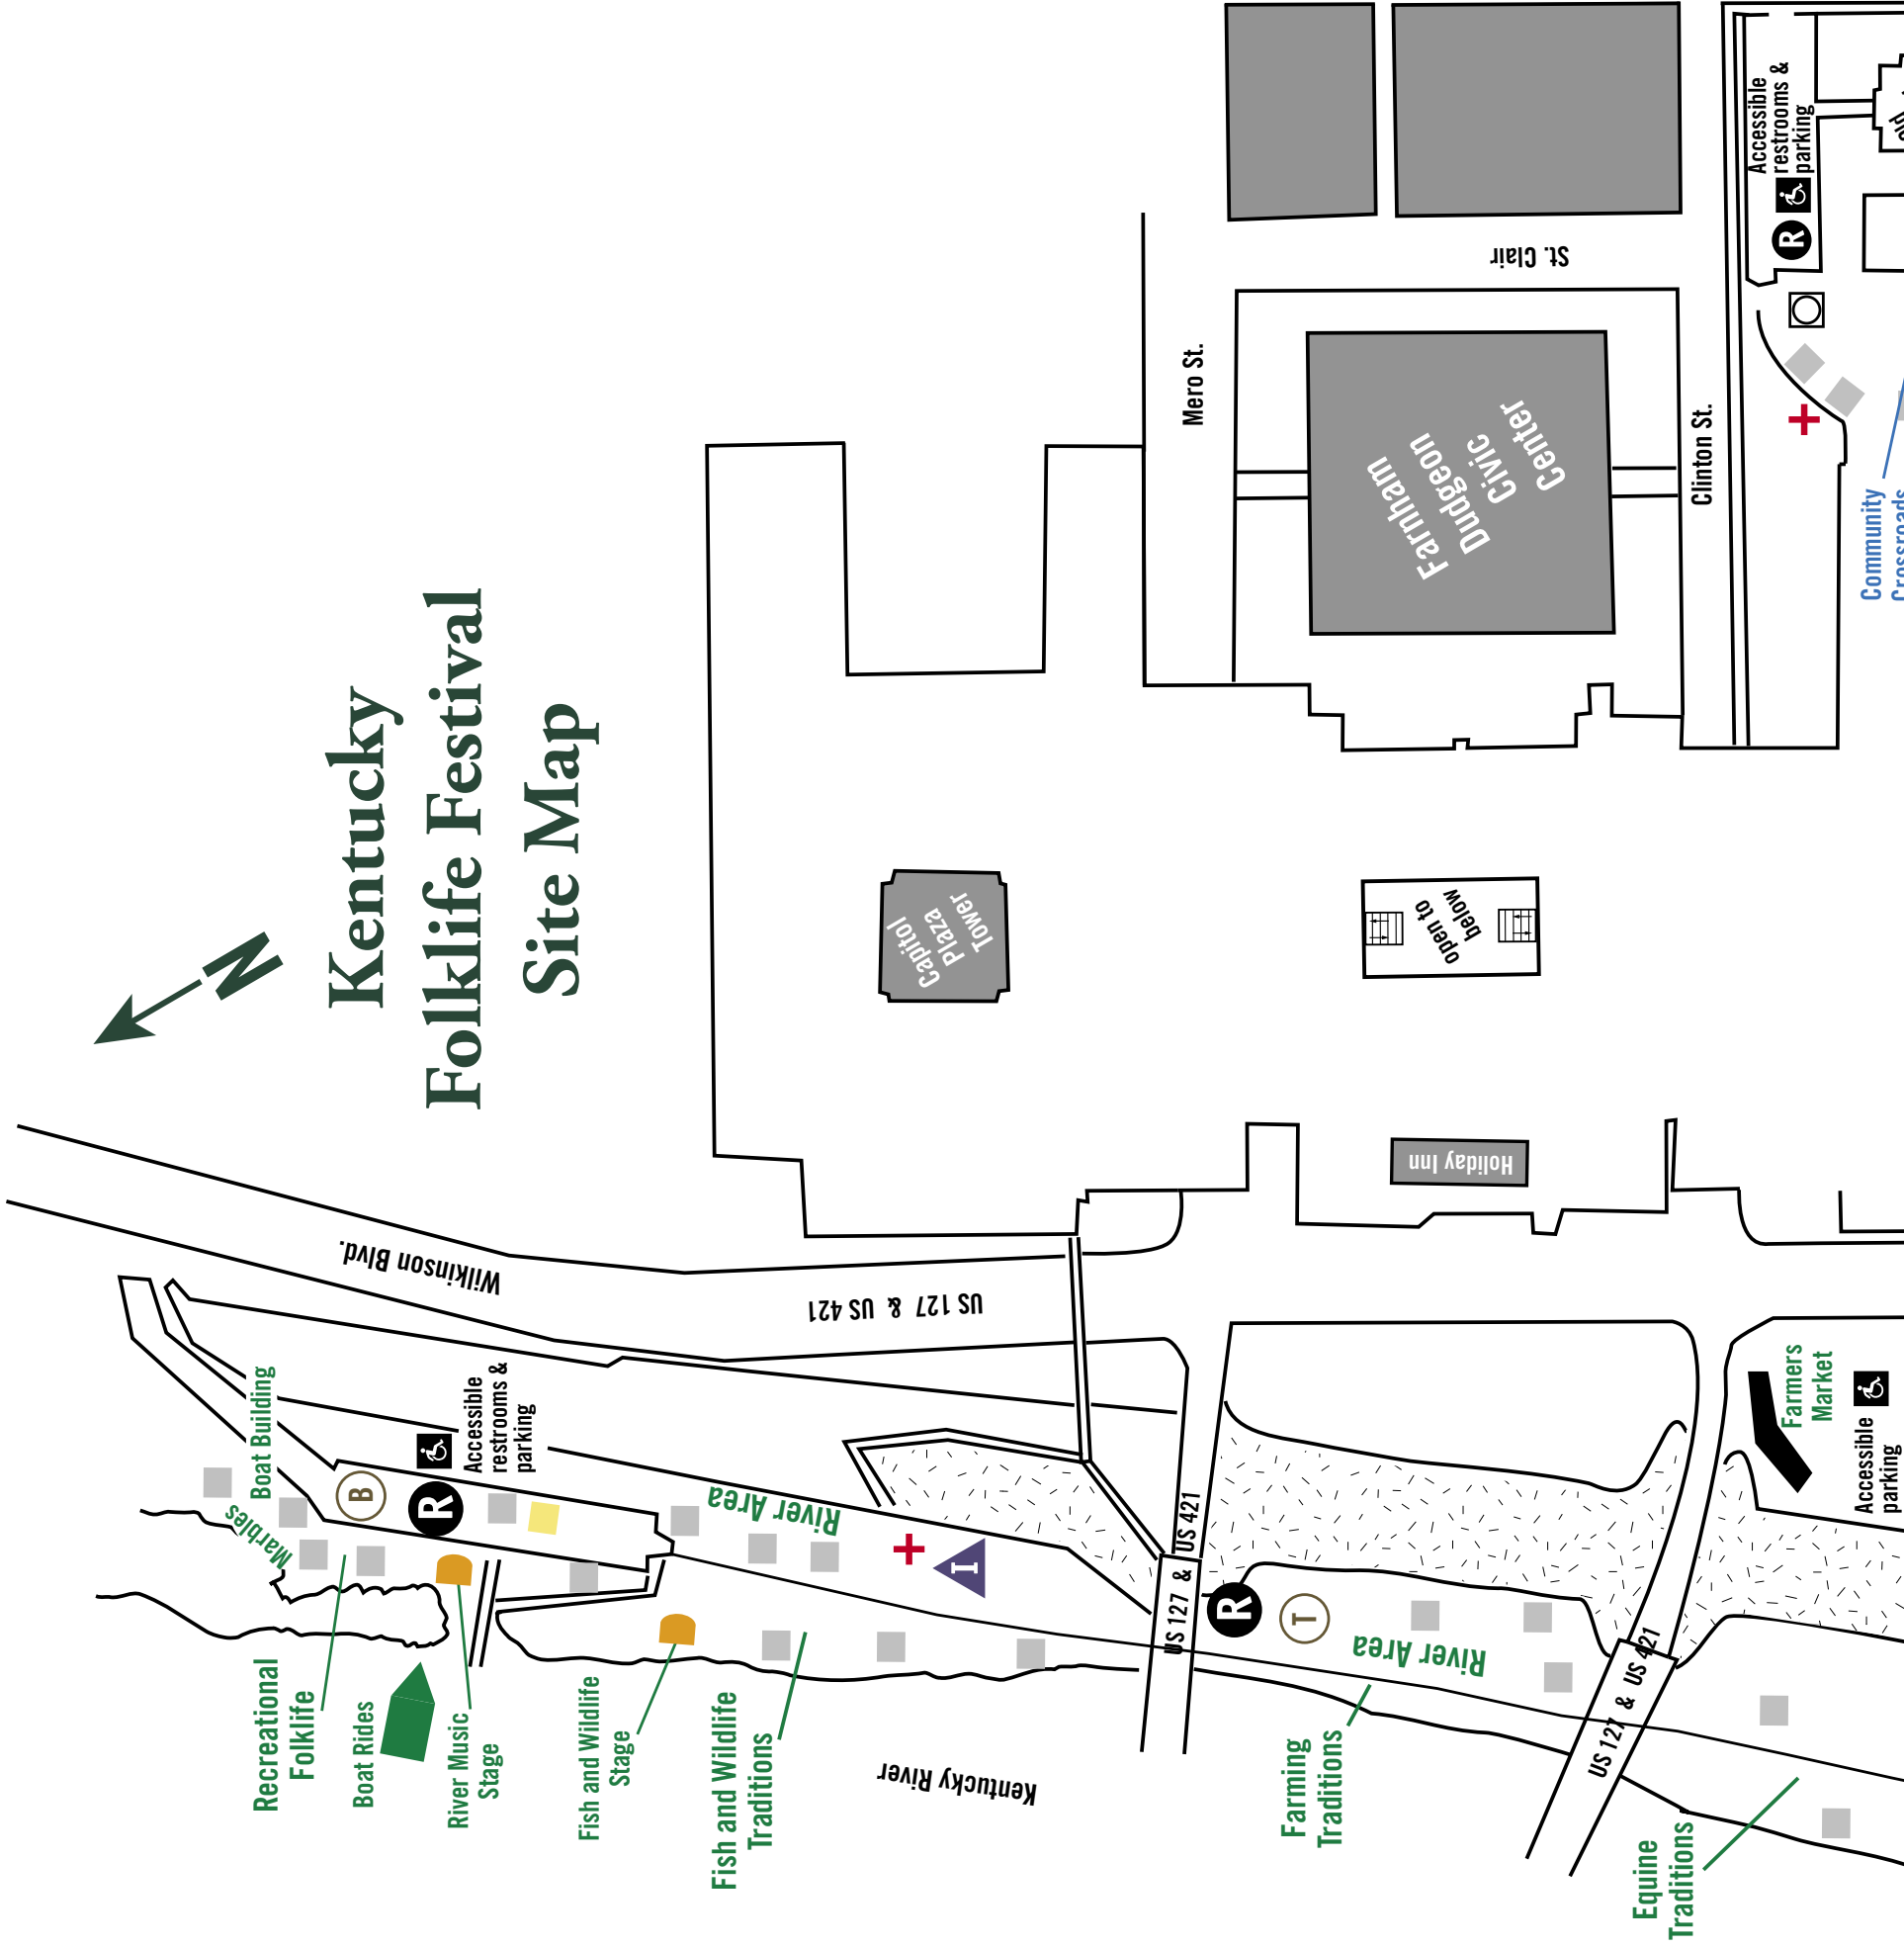 Kentucky
Folklife Festival
Site Map
N
Wilkinson Blvd.
US 127 & US 421
Boat Building
Marbles
B
R
Accessible
restrooms &
parking
River Area
I
Recreational
Folklife
Boat Rides
River Music
Stage
Fish and Wildlife
Stage
Fish and Wildlife
Traditions
Kentucky River
US 127 & US 421
R
T
River Area
Farming
Traditions
US 127 & US 421
Equine
Traditions
Farmers
Market
Accessible
parking
Capitol
Plaza
Tower
open to
below
Holiday Inn
Mero St.
St. Clair
Farnham
Dudgeon
Civic
Center
Clinton St.
Accessible
restrooms &
parking
R
Community
Crossroads